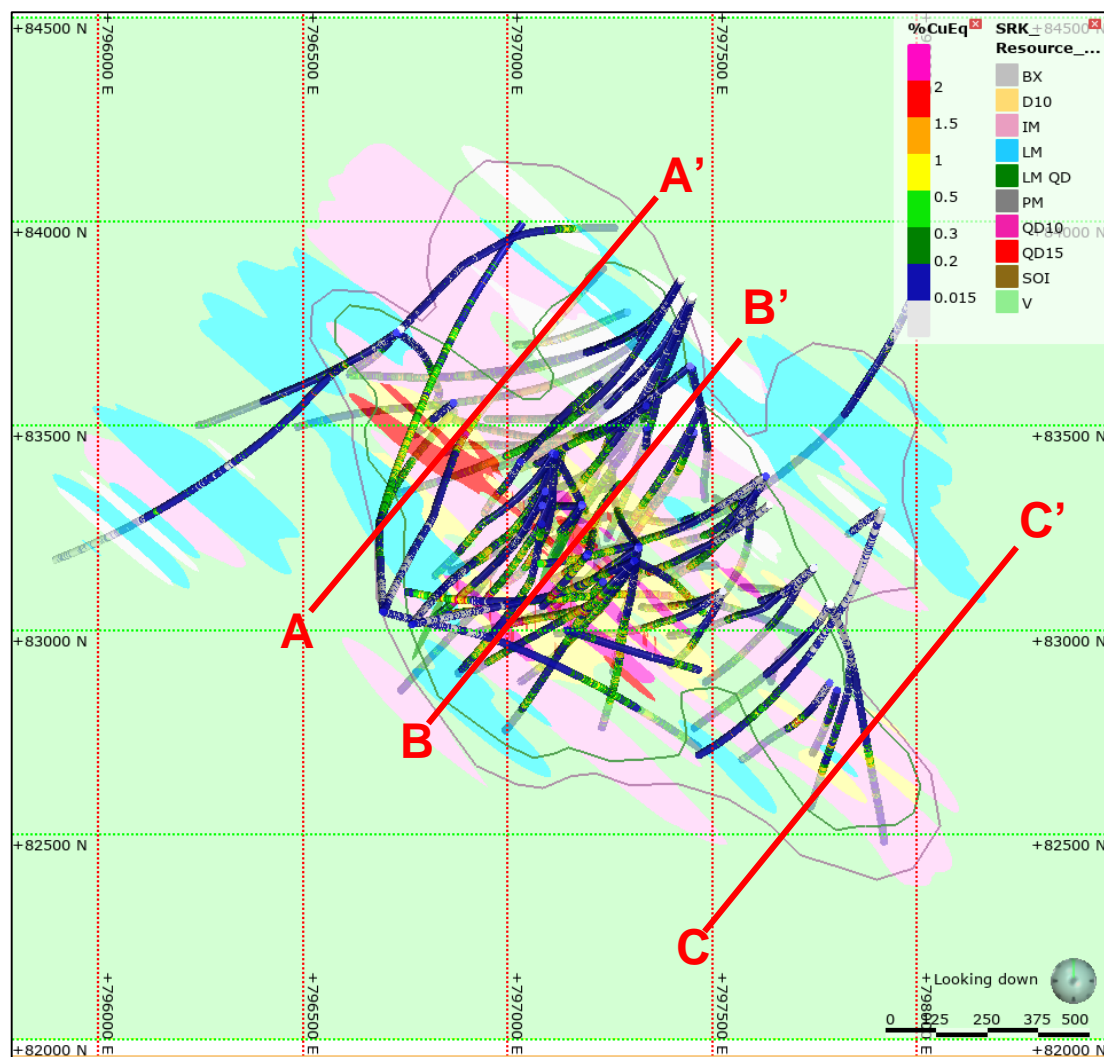 +84500 N
+796000 E
+796500 E
+797000 E
+797500 E
%CuEq
2
1.5
1
0.5
0.3
0.2
0.015
SRK_
Resource_...
+84500 N
BX
D10
IM
LM
LM QD
PM
QD10
QD15
SOI
V
+84000 N
+84000 N
A’
B’
+83500 N
+83500 N
C’
A
+83000 N
+83000 N
B
+82500 N
+82500 N
C
Looking down
0 125 250 375 500
+796000 E
+796500 E
+797000 E
+797500 E
+82000 N
+82000 N